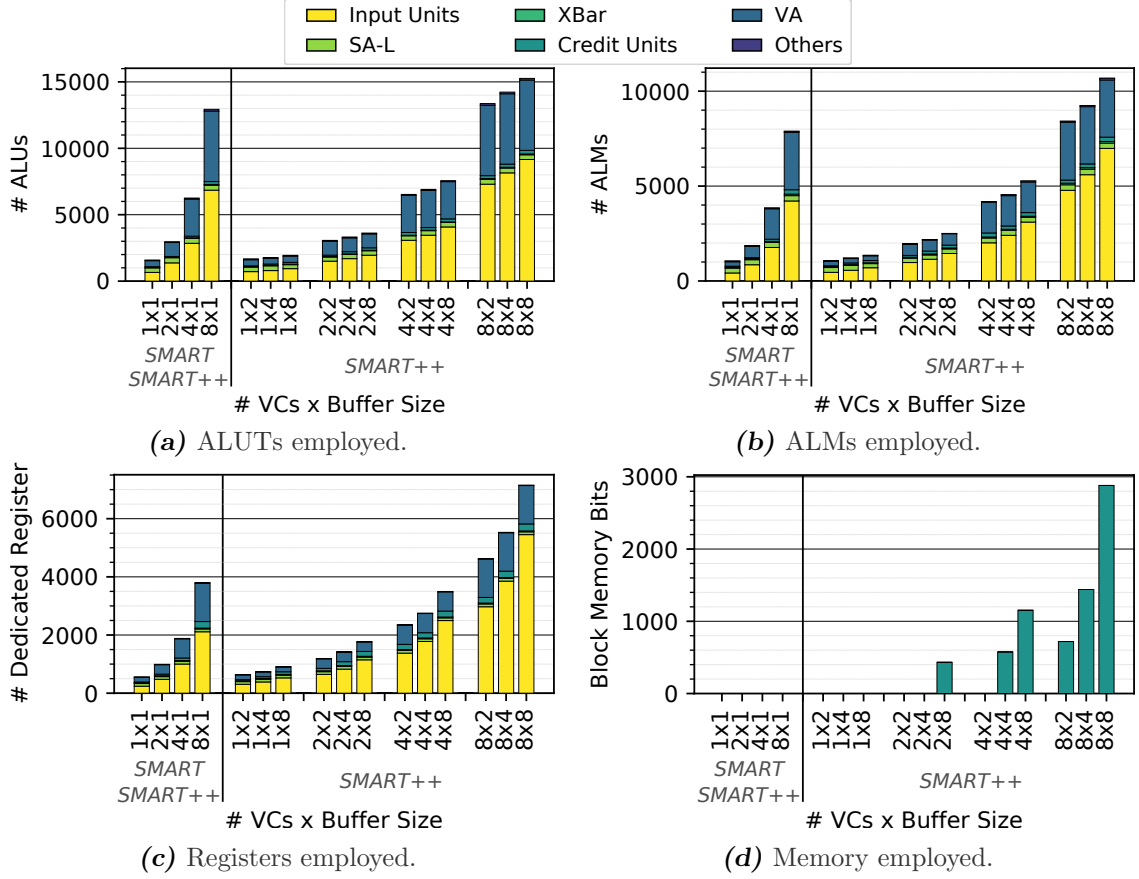 Input Units XBar VA
SA-L Credit Units Others
# ALUs
15000
10000
5000
0
1x1 2x1 4x1 8x1 1x2 1x4 1x8 2x2 2x4 2x8 4x2 4x4 4x8 8x2 8x4 8x8
SMART
SMART++
SMART++
# VCs x Buffer Size
(a) ALUTs employed.
# ALMs
10000
5000
0
1x1 2x1 4x1 8x1 1x2 1x4 1x8 2x2 2x4 2x8 4x2 4x4 4x8 8x2 8x4 8x8
SMART
SMART++
SMART++
# VCs x Buffer Size
(b) ALMs employed.
# Dedicated Register
6000
4000
2000
0
1x1 2x1 4x1 8x1 1x2 1x4 1x8 2x2 2x4 2x8 4x2 4x4 4x8 8x2 8x4 8x8
SMART
SMART++
SMART++
# VCs x Buffer Size
(c) Registers employed.
Block Memory Bits
3000
2000
1000
0
1x1 2x1 4x1 8x1 1x2 1x4 1x8 2x2 2x4 2x8 4x2 4x4 4x8 8x2 8x4 8x8
SMART
SMART++
SMART++
# VCs x Buffer Size
(d) Memory employed.